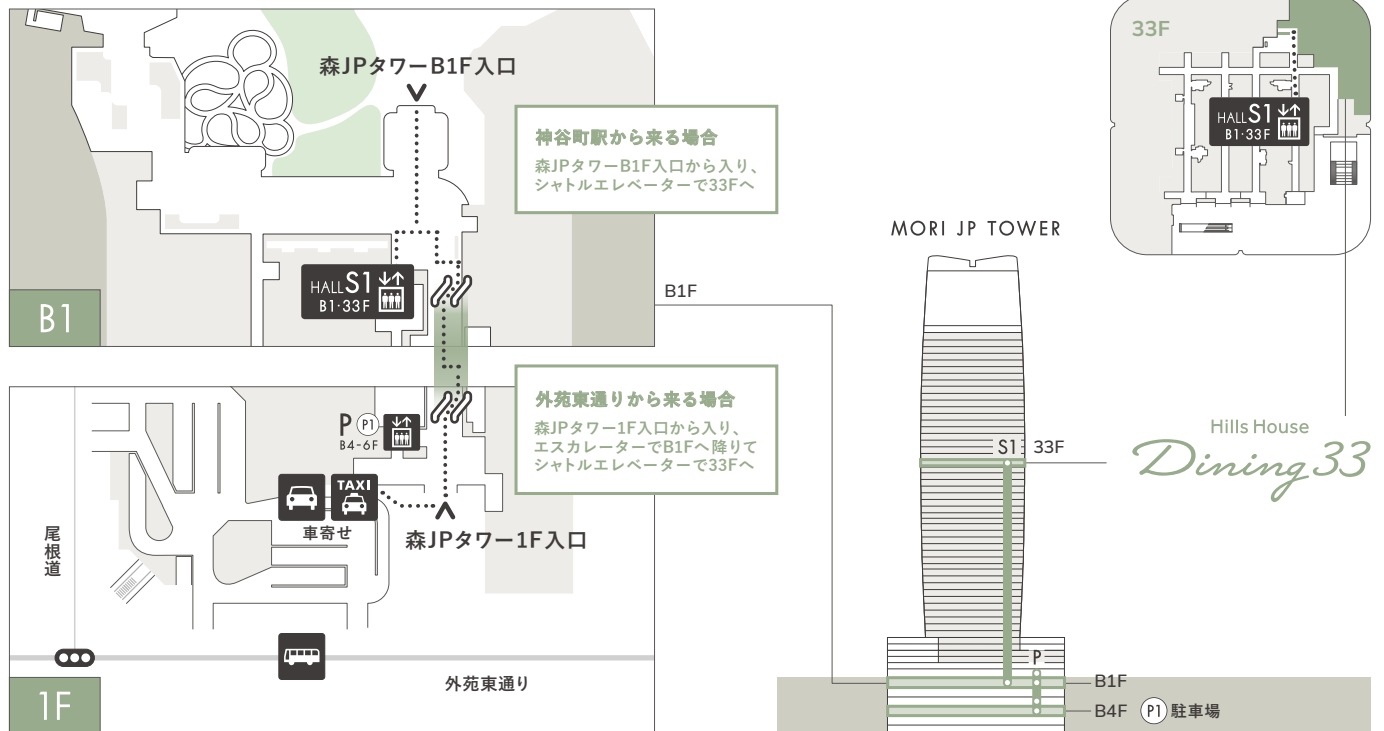 森JPタワーB1F入口
神谷町駅から来る場合
森JPタワーB1F入口から入り、
シャトルエレベーターで33Fへ
HALL S1
B1·33F
B1
B1F
外苑東通りから来る場合
森JPタワー1F入口から入り、
エスカレーターでB1Fへ降りて
シャトルエレベーターで33Fへ
P P1
B4-6F
TAXI
車寄せ
森JPタワー1F入口
尾根道
外苑東通り
1F
MORI JP TOWER
S1 33F
P
B1F
B4F P1 駐車場
33F
HALL S1
B1·33F
Hills House
Dining 33